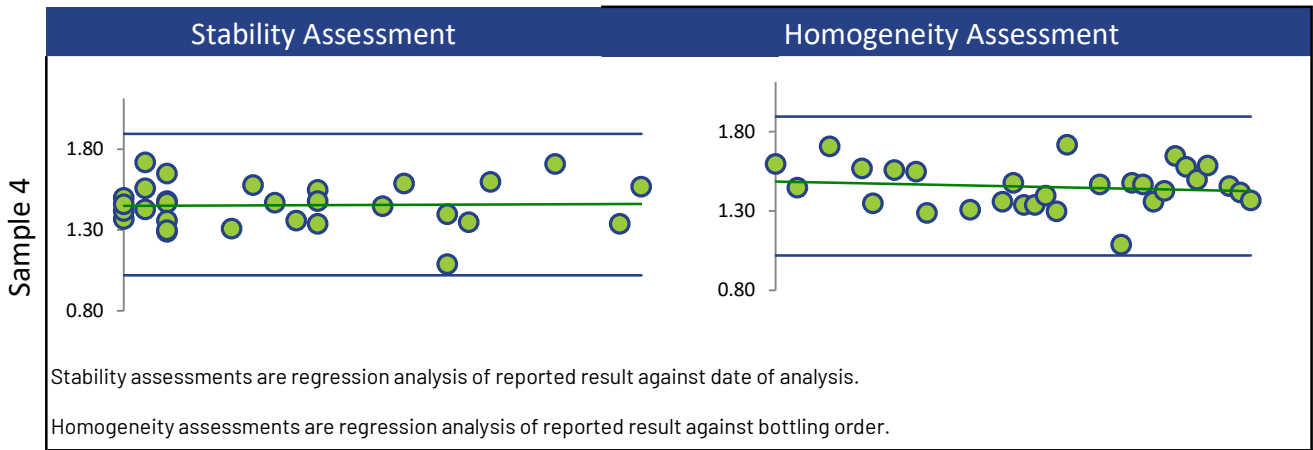 Stability Assessment
Homogeneity Assessment
Sample 4
1.80
1.30
0.80
1.80
1.30
0.80
Stability assessments are regression analysis of reported result against date of analysis.
Homogeneity assessments are regression analysis of reported result against bottling order.